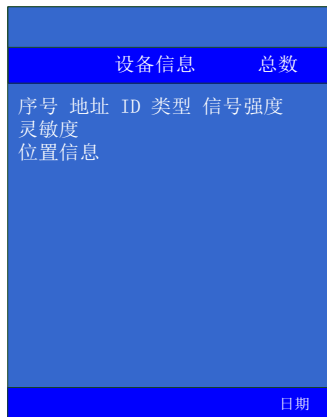 设备信息 总数
序号 地址 ID 类型 信号强度
灵敏度
位置信息
日期